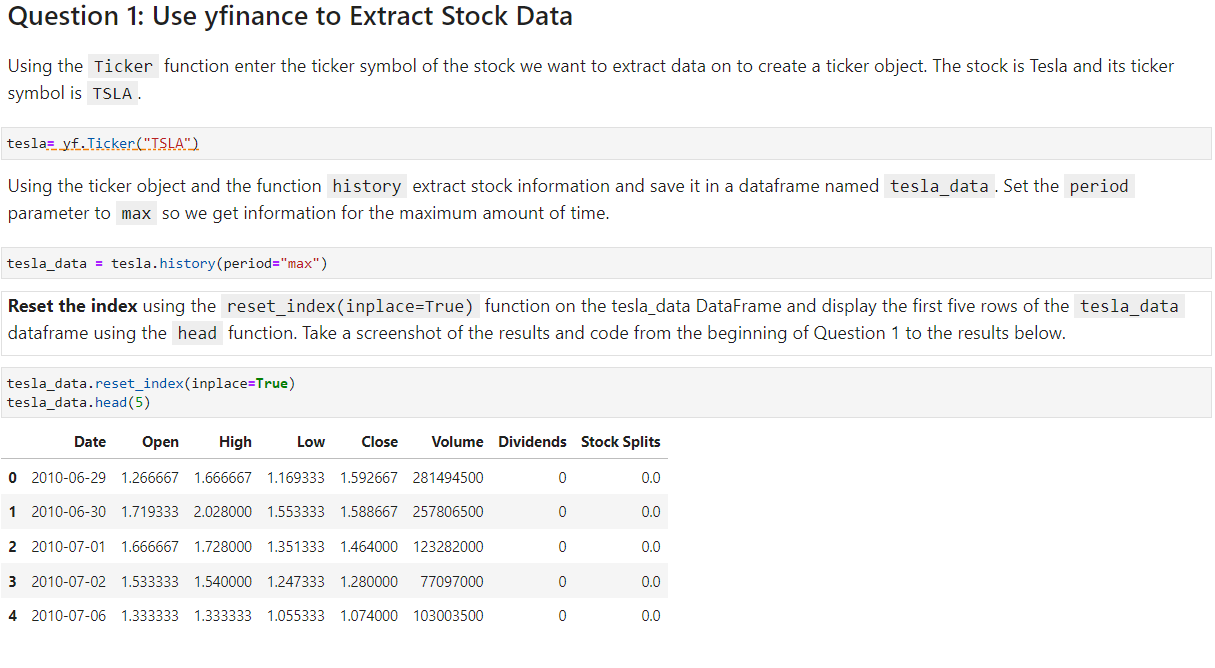 Question 1: Use yfinance to Extract Stock Data
Using the Ticker function enter the ticker symbol of the stock we want to extract data on to create a ticker object. The stock is Tesla and its ticker
symbol is TSLA .
tesla= yf.Ticker("TSLA")
Using the ticker object and the function history extract stock information and save it in a dataframe named tesla_data . Set the period
parameter to max so we get information for the maximum amount of time.
tesla_data = tesla.history(period="max")
Reset the index using the reset_index(inplace=True) function on the tesla_data DataFrame and display the first five rows of the tesla_data
dataframe using the head function. Take a screenshot of the results and code from the beginning of Question 1 to the results below.
tesla_data.reset_index(inplace=True)
tesla_data.head(5)
Date Open High Low Close Volume Dividends Stock Splits
0 2010-06-29 1.266667 1.666667 1.169333 1.592667 281494500 0 0.0
1 2010-06-30 1.719333 2.028000 1.553333 1.588667 257806500 0 0.0
2 2010-07-01 1.666667 1.728000 1.351333 1.464000 123282000 0 0.0
3 2010-07-02 1.533333 1.540000 1.247333 1.280000 77097000 0 0.0
4 2010-07-06 1.333333 1.333333 1.055333 1.074000 103003500 0 0.0